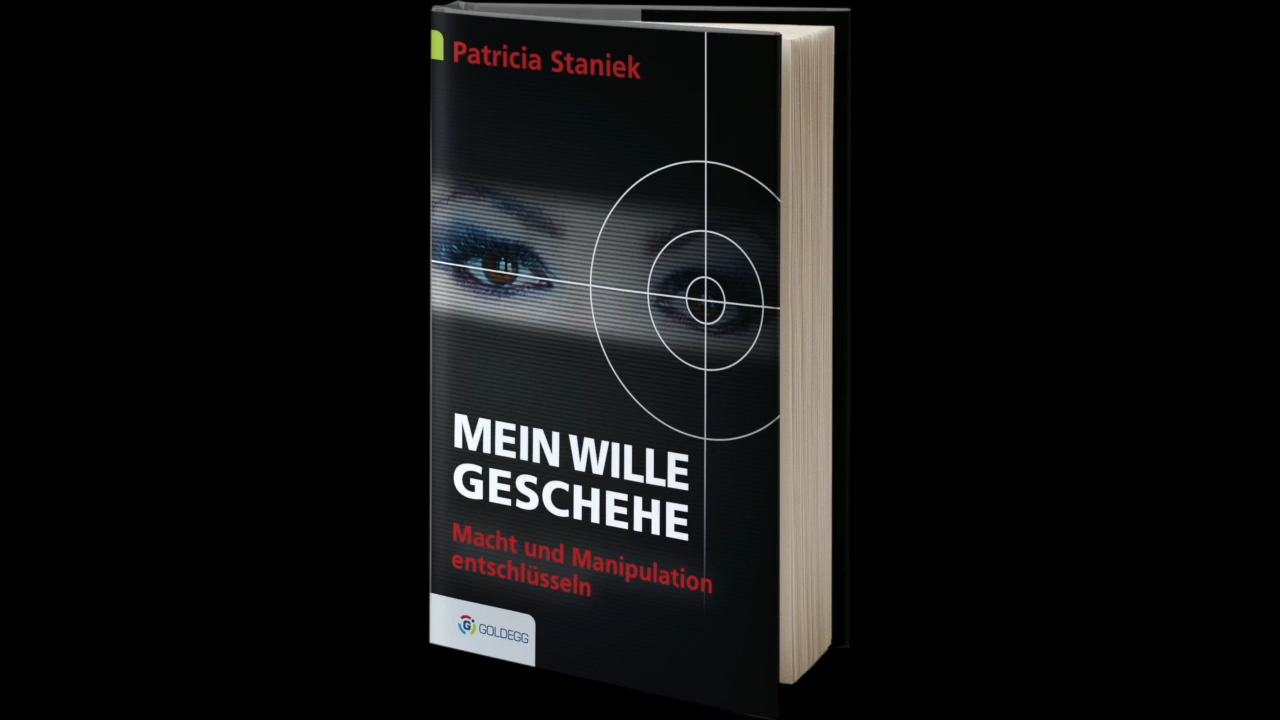 Patricia Staniek
MEIN WILLE
GESCHEHE
Macht und Manipulation
entschlüsseln
G GOLDEGG